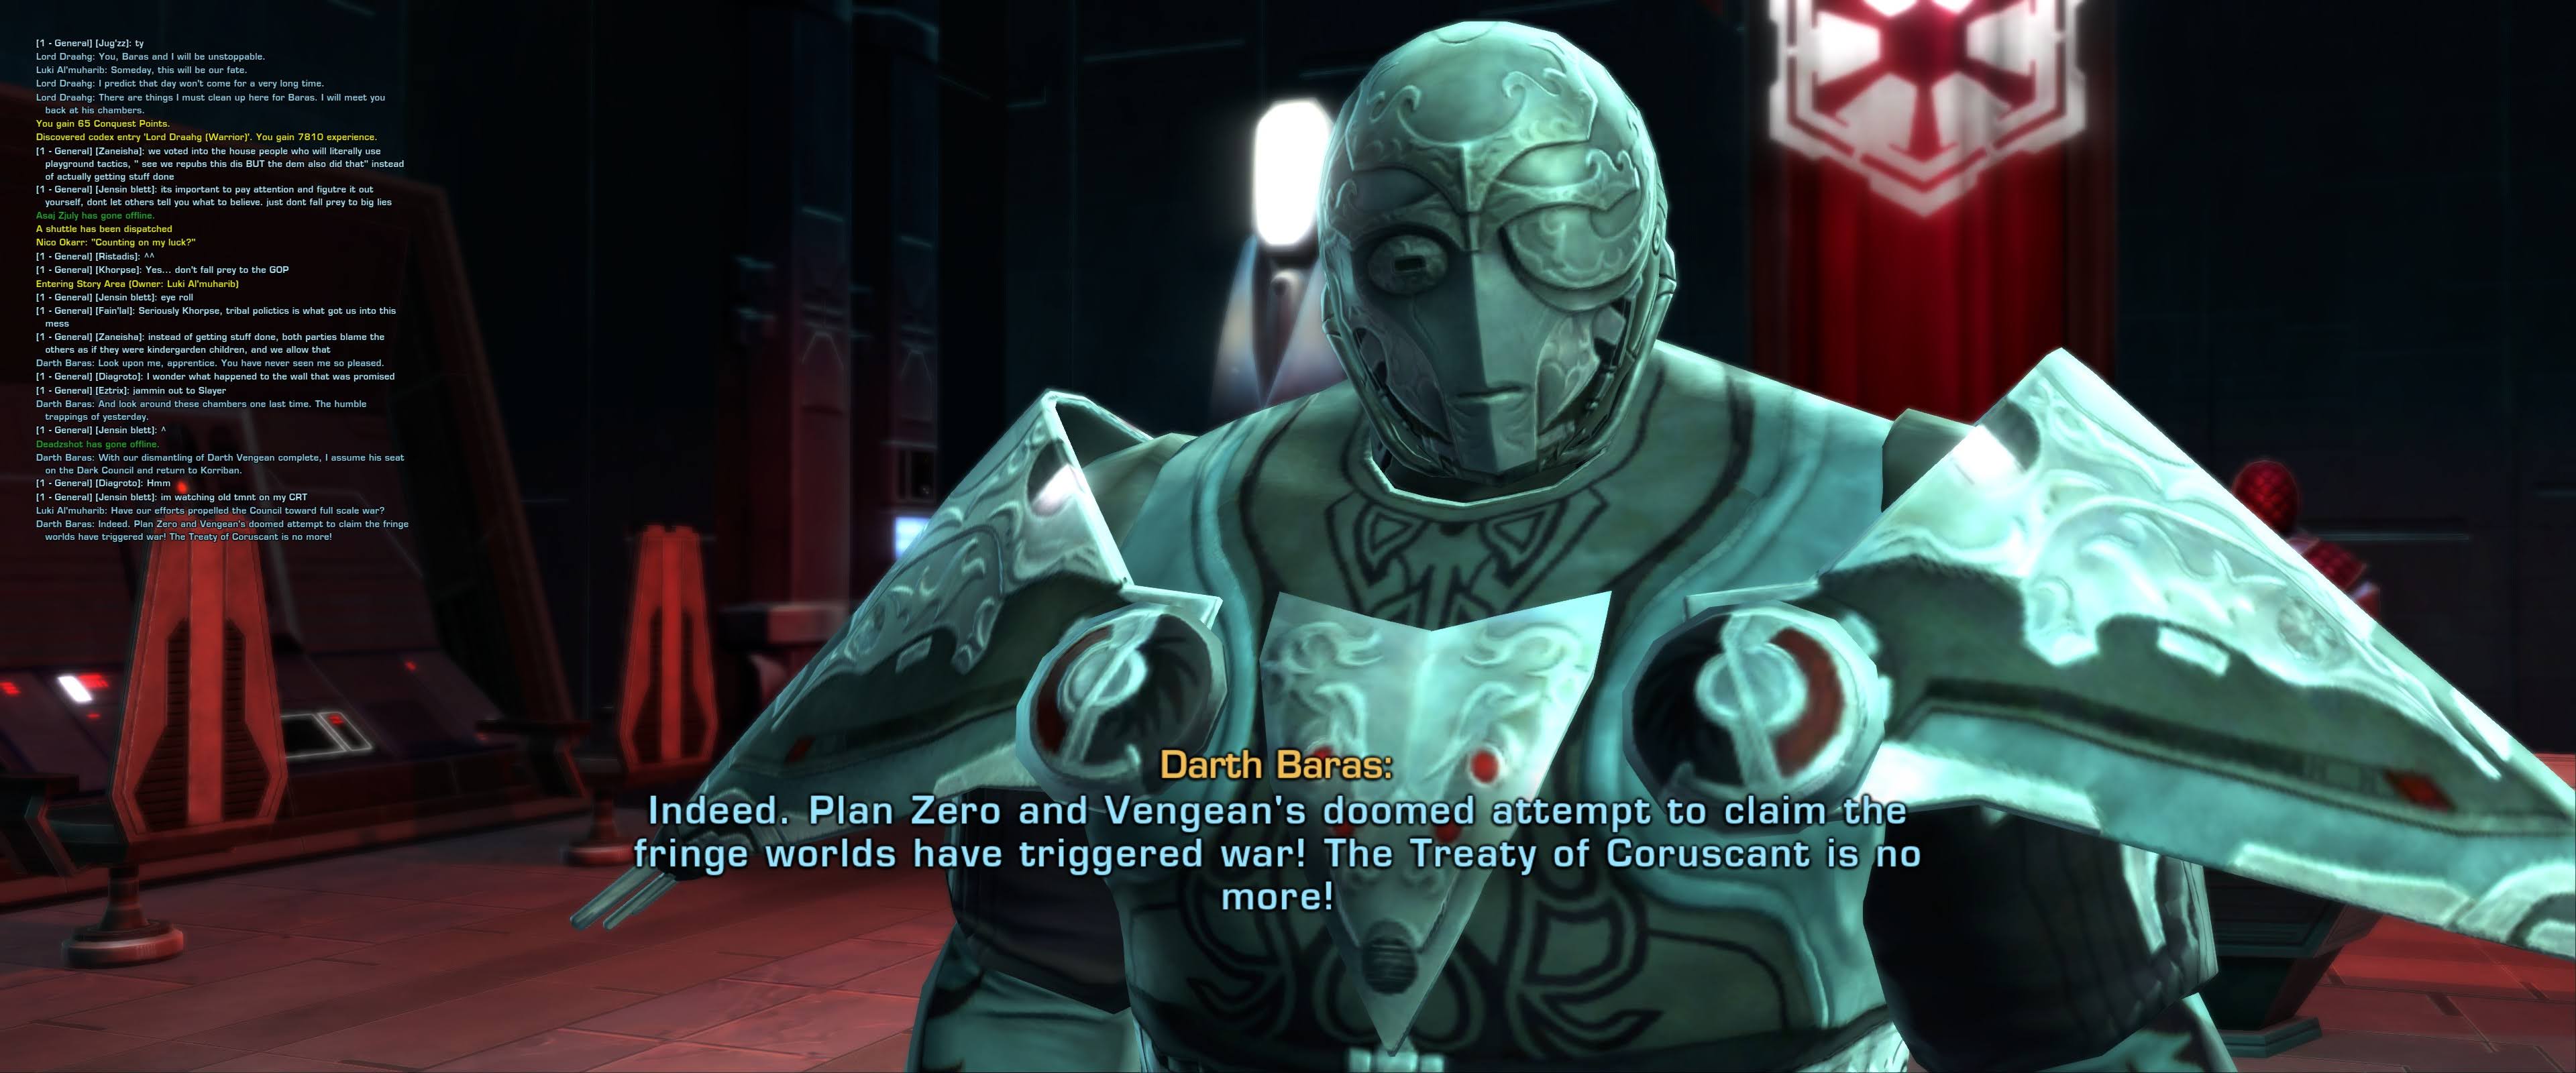 [1 - General] [Jug'zz]: ty
Lord Draahg: You, Baras and I will be unstoppable.
Luki Al'muharib: Someday, this will be our fate.
Lord Draahg: I predict that day won't come for a very long time.
Lord Draahg: There are things I must clean up here for Baras. I will meet you
back at his chambers.
You gain 65 Conquest Points.
Discovered codex entry 'Lord Draahg (Warrior)'. You gain 7810 experience.
[1 - General] [Zaneisha]: we voted into the house people who will literally use
playground tactics, " see we repubs this dis BUT the dem also did that" instead
of actually getting stuff done
[1 - General] [Jensin blett]: its important to pay attention and figutre it out
yourself, dont let others tell you what to believe. just dont fall prey to big lies
Asaj Zjuly has gone offline.
A shuttle has been dispatched
Nico Okarr: "Counting on my luck?"
[1 - General] [Ristadis]: ^^
[1 - General] [Khorpse]: Yes... don't fall prey to the GOP
Entering Story Area (Owner: Luki Al'muharib)
[1 - General] [Jensin blett]: eye roll
[1 - General] [Fain'lal]: Seriously Khorpse, tribal polictics is what got us into this
mess
[1 - General] [Zaneisha]: instead of getting stuff done, both parties blame the
others as if they were kindergarden children, and we allow that
Darth Baras: Look upon me, apprentice. You have never seen me so pleased.
[1 - General] [Diagroto]: I wonder what happened to the wall that was promised
[1 - General] [Eztrix]: jammin out to Slayer
Darth Baras: And look around these chambers one last time. The humble
trappings of yesterday.
[1 - General] [Jensin blett]: ^
Deadzshot has gone offline.
Darth Baras: With our dismantling of Darth Vengean complete, I assume his seat
on the Dark Council and return to Korriban.
[1 - General] [Diagroto]: Hmm
[1 - General] [Jensin blett]: im watching old tmnt on my CRT
Luki Al'muharib: Have our efforts propelled the Council toward full scale war?
Darth Baras: Indeed. Plan Zero and Vengean's doomed attempt to claim the fringe
worlds have triggered war! The Treaty of Coruscant is no more!
Darth Baras:
Indeed. Plan Zero and Vengean's doomed attempt to claim the
fringe worlds have triggered war! The Treaty of Coruscant is no
more!